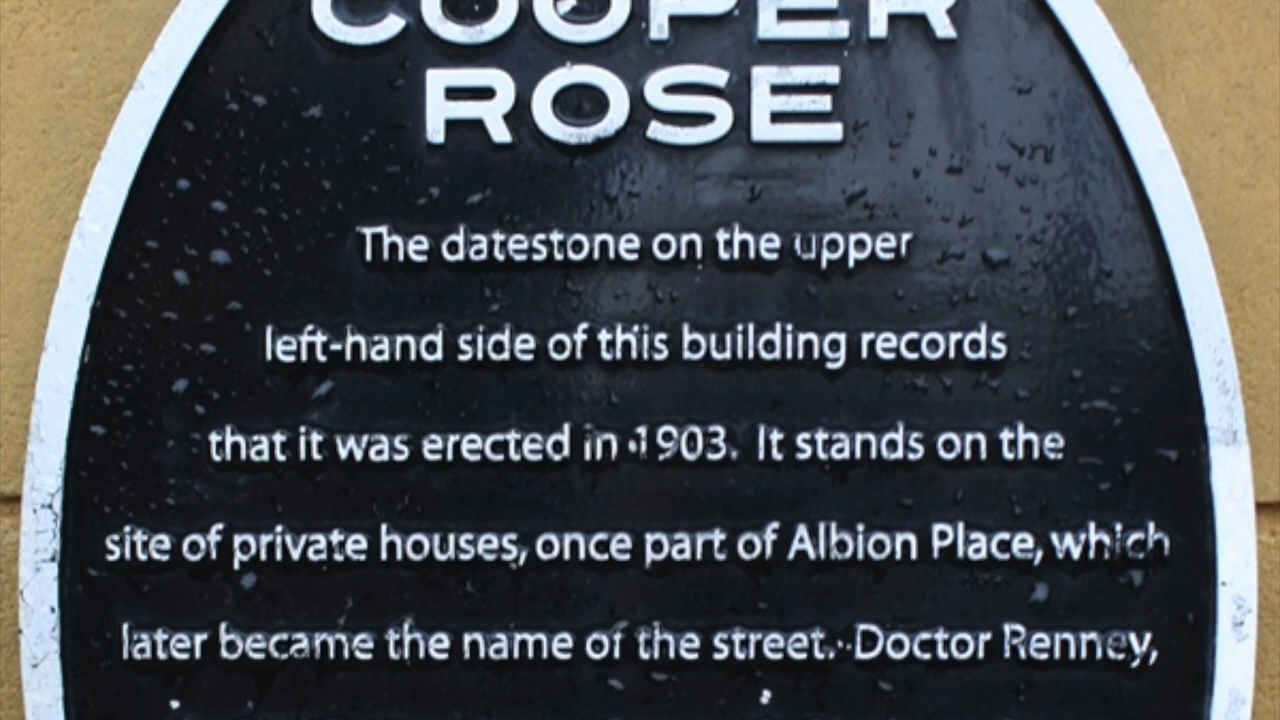 COOPER
ROSE
The datestone on the upper
left-hand side of this building records
that it was erected in 1903. It stands on the
site of private houses, once part of Albion Place, which
later became the name of the street. Doctor Renney,